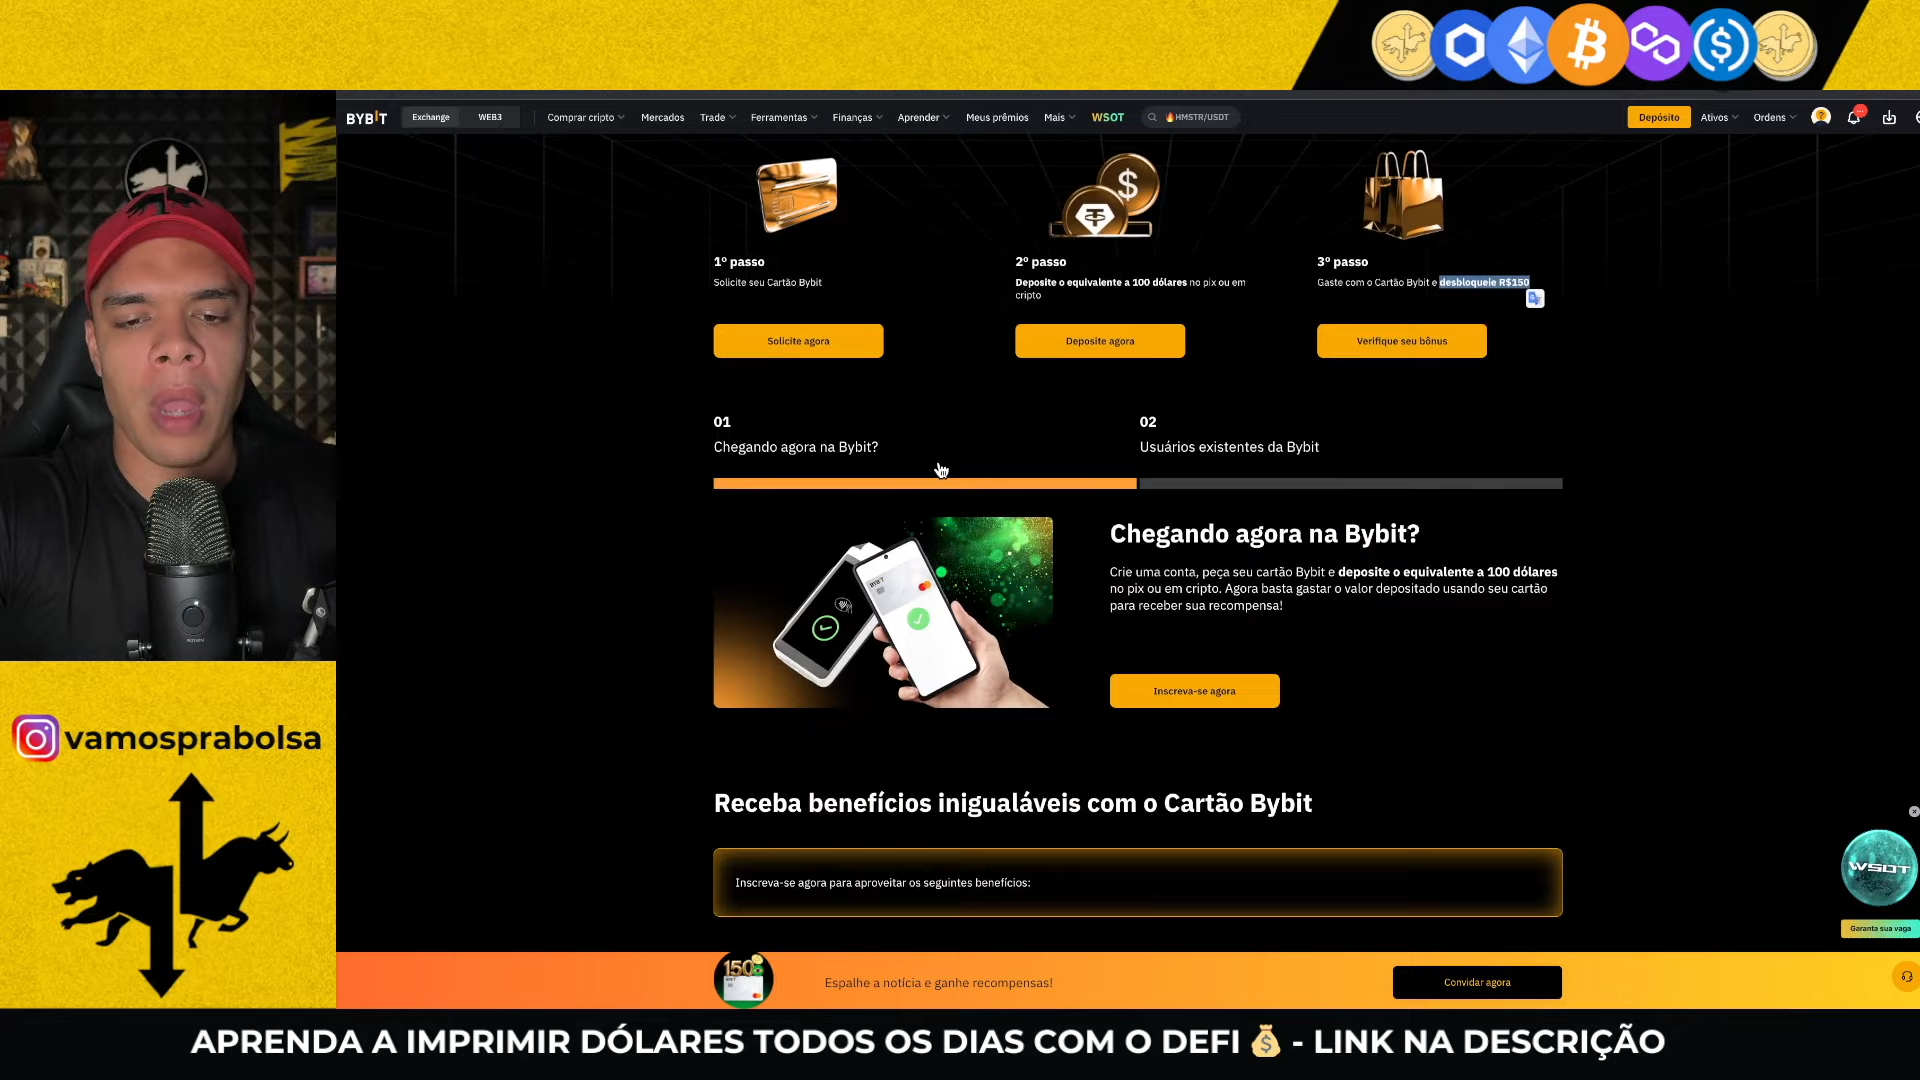 BYBIT
Exchange
WEB3
Comprar cripto
Mercados
Trade
Ferramentas
Finanças
Aprender
Meus prêmios
Mais
WSOT
HMSTR/USDT
Depósito
Ativos
Ordens
1º passo
Solicite seu Cartão Bybit
Solicite agora
2º passo
Deposite o equivalente a 100 dólares no pix ou em
cripto
Deposite agora
3º passo
Gaste com o Cartão Bybit e desbloqueie R$150
Verifique seu bônus
01
Chegando agora na Bybit?
02
Usuários existentes da Bybit
BYBIT
Chegando agora na Bybit?
Crie uma conta, peça seu cartão Bybit e deposite o equivalente a 100 dólares
no pix ou em cripto. Agora basta gastar o valor depositado usando seu cartão
para receber sua recompensa!
Inscreva-se agora
vamosprabolsa
Receba benefícios inigualáveis com o Cartão Bybit
Inscreva-se agora para aproveitar os seguintes benefícios:
WSOT
Garanta sua vaga
150
Espalhe a notícia e ganhe recompensas!
Convidar agora
APRENDA A IMPRIMIR DÓLARES TODOS OS DIAS COM O DEFI 💰 - LINK NA DESCRIÇÃO